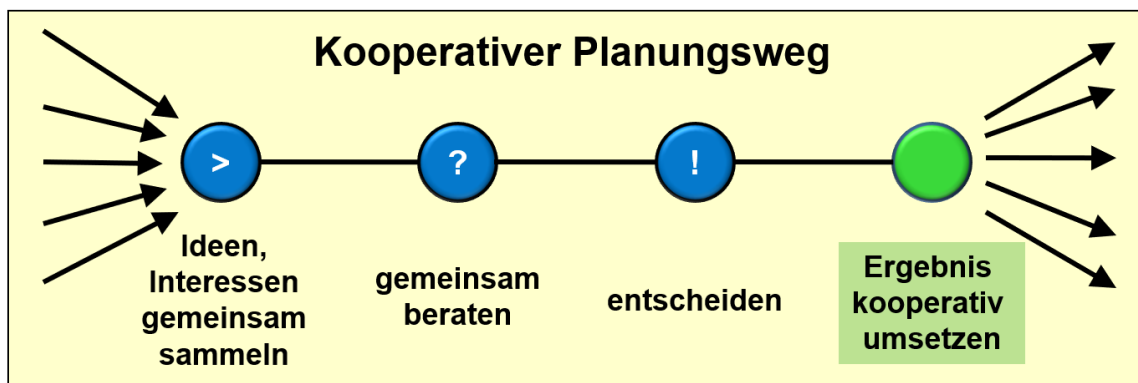 Kooperativer Planungsweg
>
?
!
Ideen,
Interessen
gemeinsam
sammeln
gemeinsam
beraten
entscheiden
Ergebnis
kooperativ
umsetzen